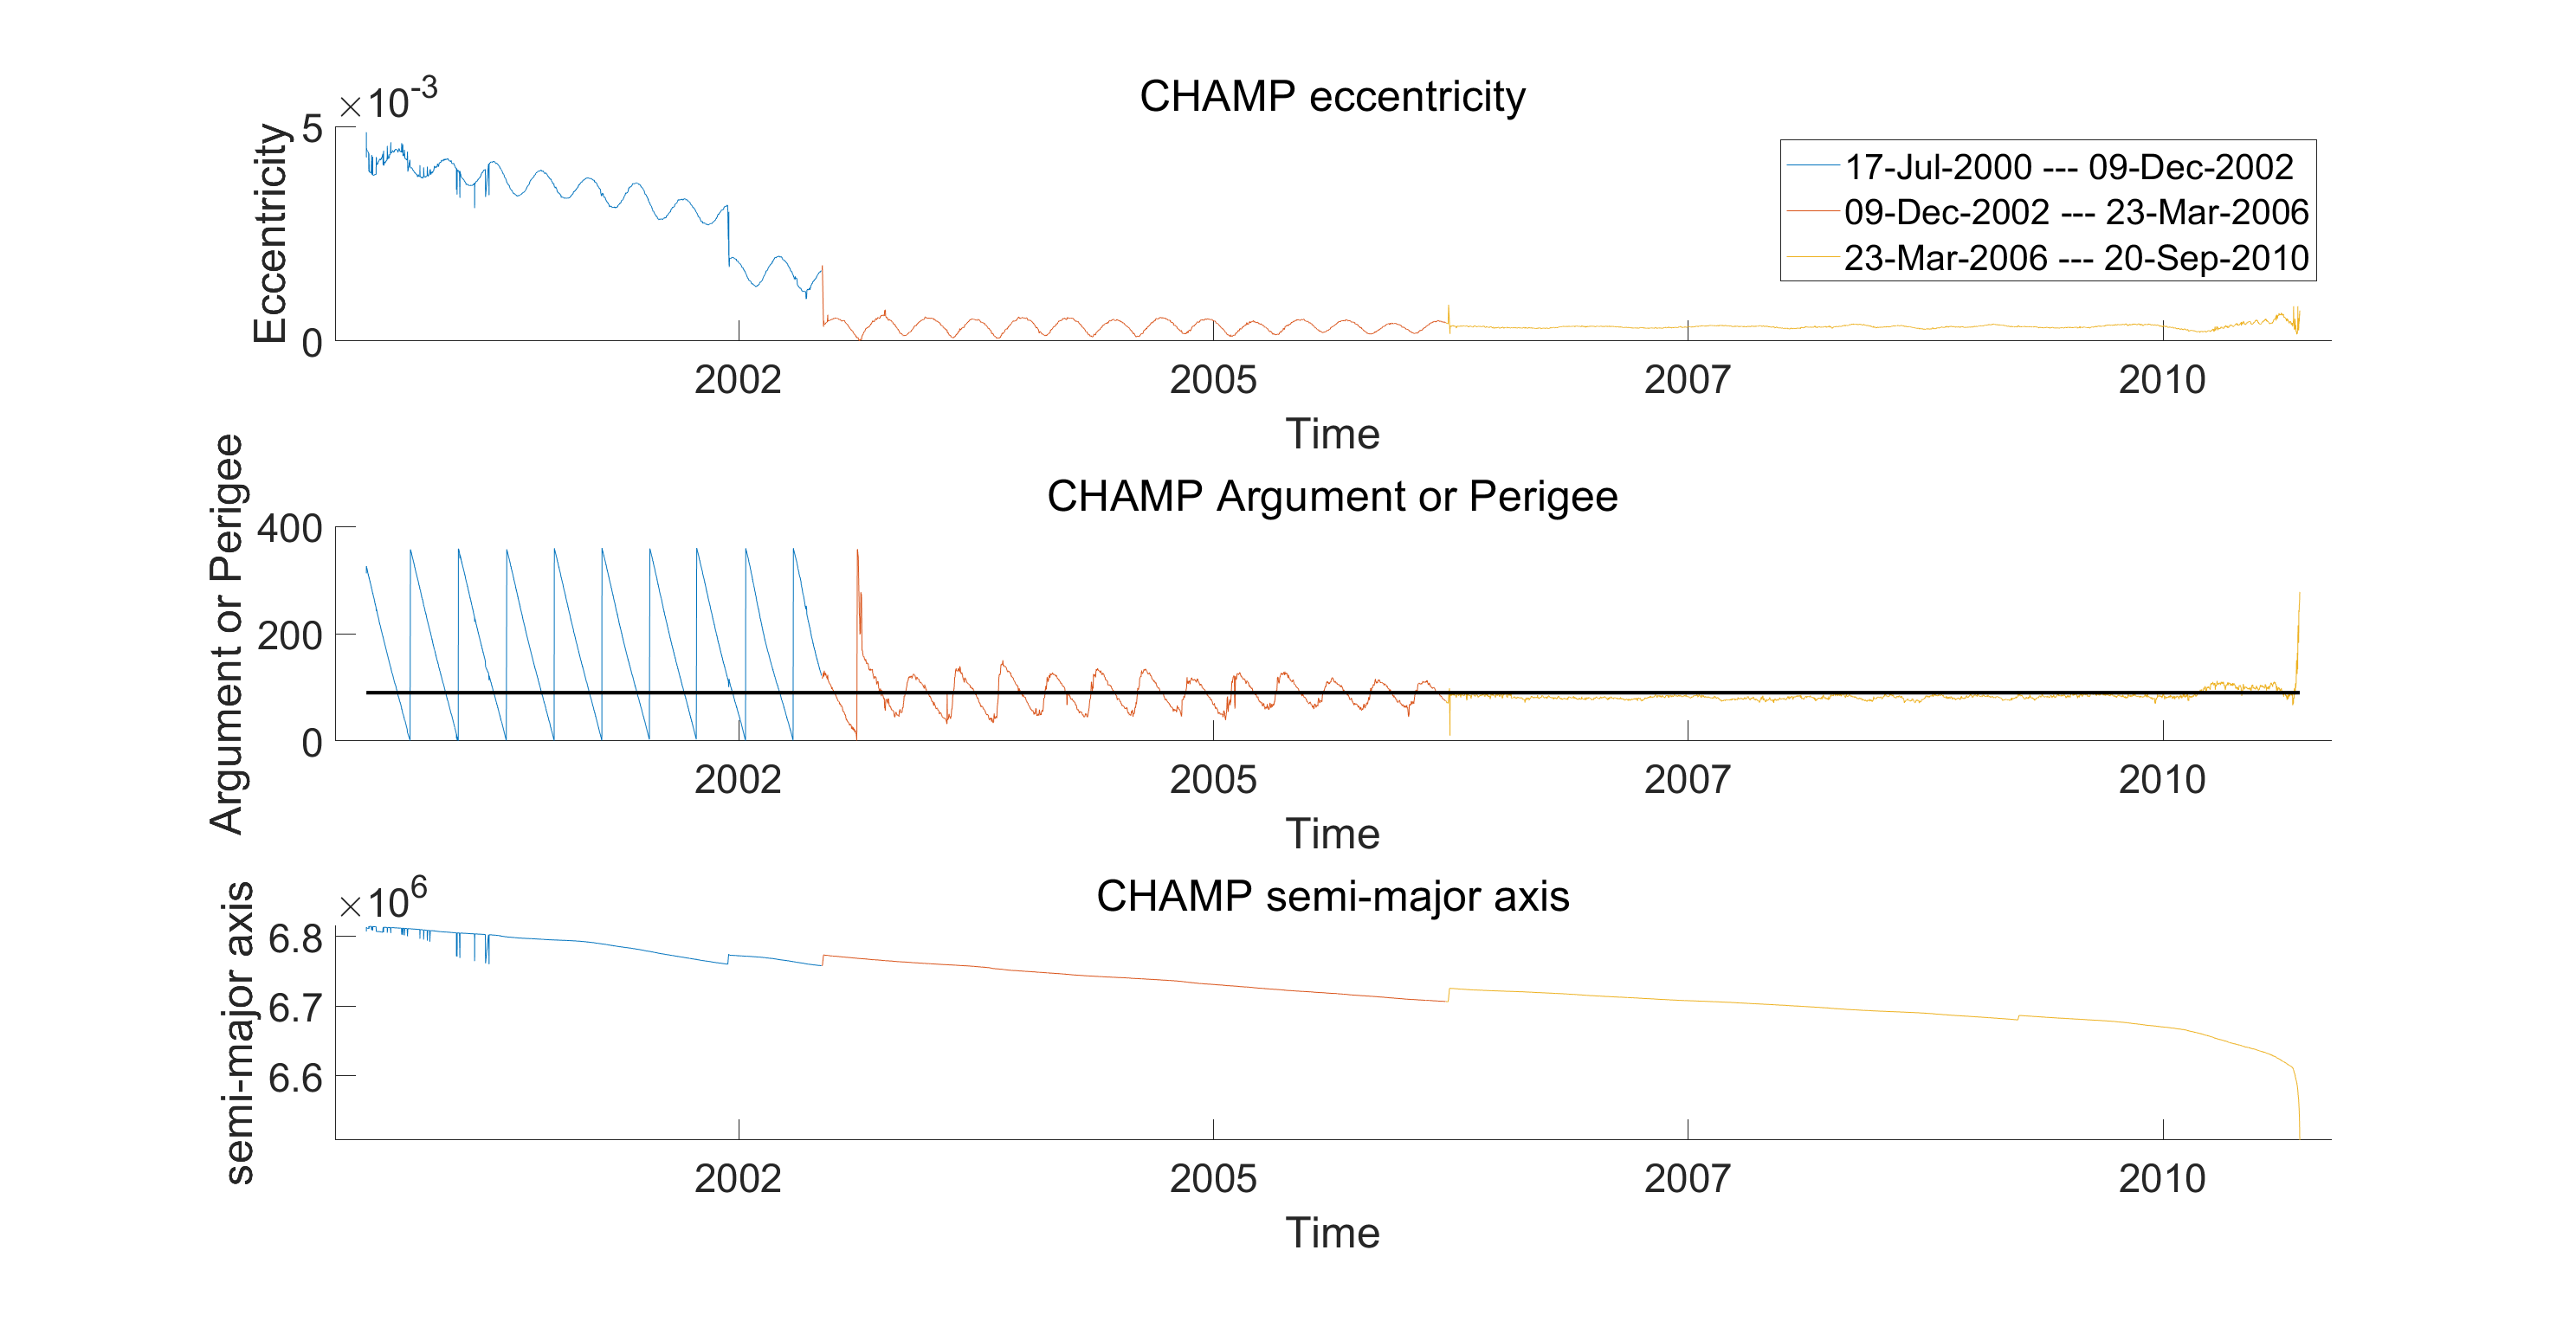 CHAMP eccentricity
×10-3
5
0
Eccentricity
17-Jul-2000 --- 09-Dec-2002
09-Dec-2002 --- 23-Mar-2006
23-Mar-2006 --- 20-Sep-2010
2002 2005 2007 2010
Time
CHAMP Argument or Perigee
400
200
0
Argument or Perigee
2002 2005 2007 2010
Time
CHAMP semi-major axis
×106
6.8
6.7
6.6
semi-major axis
2002 2005 2007 2010
Time